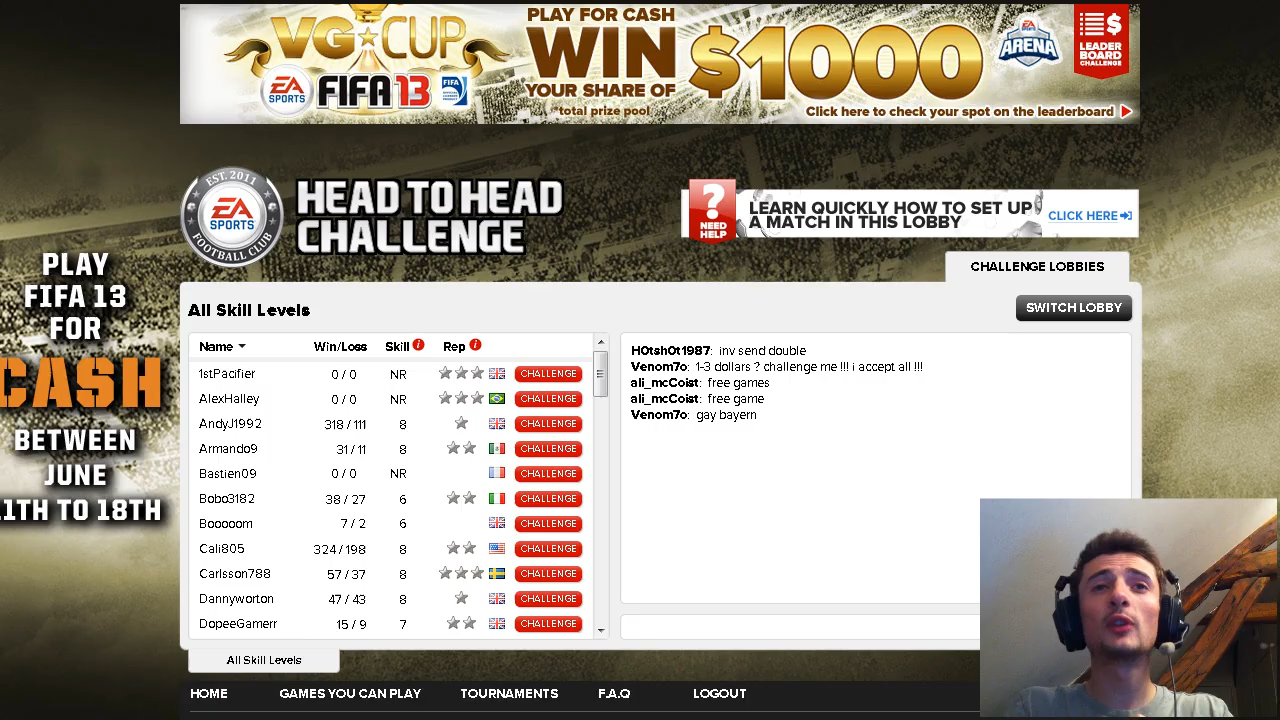 VG CUP
EA SPORTS FIFA 13 FIFA
PLAY FOR CASH
WIN
YOUR SHARE OF
*total prize pool
$1000
EA SPORTS
ARENA
$
LEADER
BOARD
CHALLENGE
Click here to check your spot on the leaderboard
EST. 2011
EA
SPORTS
FOOTBALL CLUB
HEAD TO HEAD
CHALLENGE
?
NEED
HELP
LEARN QUICKLY HOW TO SET UP
A MATCH IN THIS LOBBY
CLICK HERE
PLAY
FIFA 13
FOR
CASH
BETWEEN
JUNE
11TH TO 18TH
CHALLENGE LOBBIES
All Skill Levels
SWITCH LOBBY
Name Win/Loss Skill Rep
1stPacifier 0 / 0 NR CHALLENGE
AlexHalley 0 / 0 NR CHALLENGE
AndyJ1992 318 / 111 8 CHALLENGE
Armando9 31 / 11 8 CHALLENGE
Bastien09 0 / 0 NR CHALLENGE
Bobo3182 38 / 27 6 CHALLENGE
Booopom 7 / 2 6 CHALLENGE
Cali805 324 / 198 8 CHALLENGE
Carlsson788 57 / 37 8 CHALLENGE
Dannyworton 47 / 43 8 CHALLENGE
DopeeGamerr 15 / 9 7 CHALLENGE
H0tsh0t1987: inv send double
Venom7o: 1-3 dollars ? challenge me !!! i accept all !!!
ali_mcCoist: free games
ali_mcCoist: free game
Venom7o: gay bayern
All Skill Levels
HOME GAMES YOU CAN PLAY TOURNAMENTS F.A.Q LOGOUT